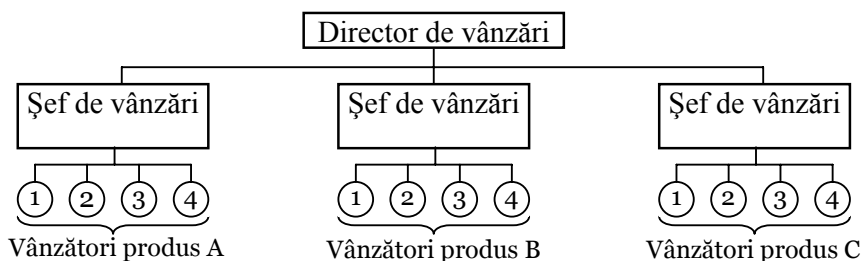 Director de vânzări
Şef de vânzări Şef de vânzări Şef de vânzări
1 2 3 4 1 2 3 4 1 2 3 4
Vânzători produs A Vânzători produs B Vânzători produs C